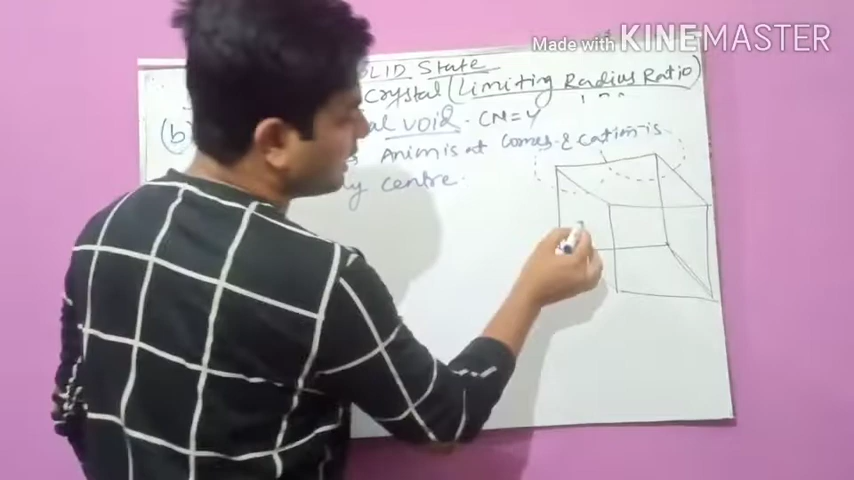 Made with KINEMASTER
OLID State
Crystal (Limiting Radius Ratio)
(b) al void · CN=4
Anion is at corners & cation is
y centre.